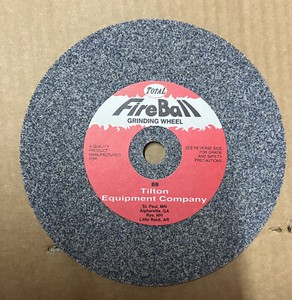 TOTAL
FireBall
GRINDING WHEEL
A QUALITY
PRODUCT
MANUFACTURED
FOR
SEE REVERSE SIDE
FOR GRADE
AND SAFETY
PRECAUTIONS
BB
Tilton
Equipment Company
St. Paul, MN
Alpharetta, GA
Rye, NH
Little Rock, AR